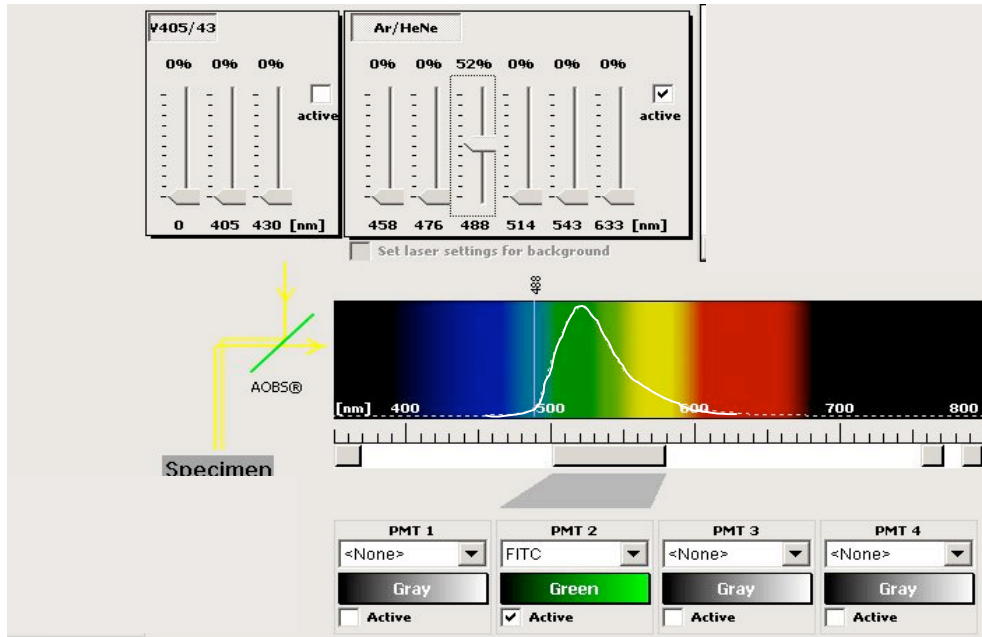 V405/43
Ar/HeNe
0% 0% 0%
active
0% 0% 52% 0% 0% 0%
active
0 405 430 [nm]
458 476 488 514 543 633 [nm]
Set laser settings for background
488
AOBS®
[nm] 400 500 600 700 800
Specimen
PMT 1 PMT 2 PMT 3 PMT 4
<None> FITC <None> <None>
Gray Green Gray Gray
Active Active Active Active